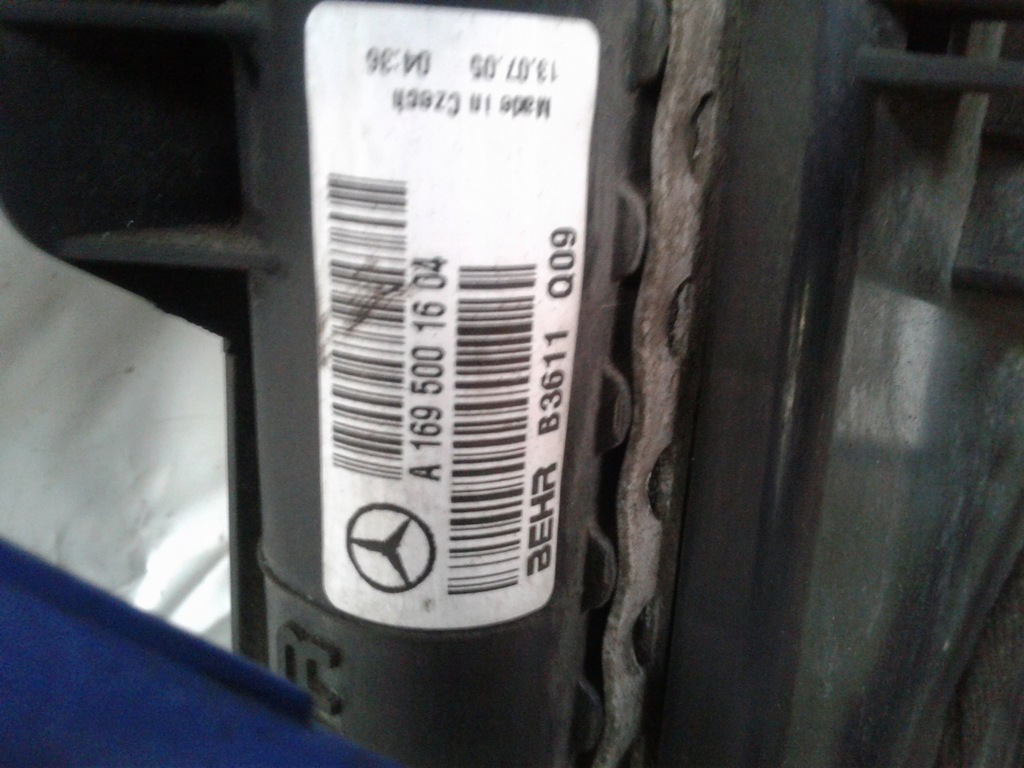 A 169 500 16 04
BEHR B3611 Q09
Made in Czech
13.07.05 04:36